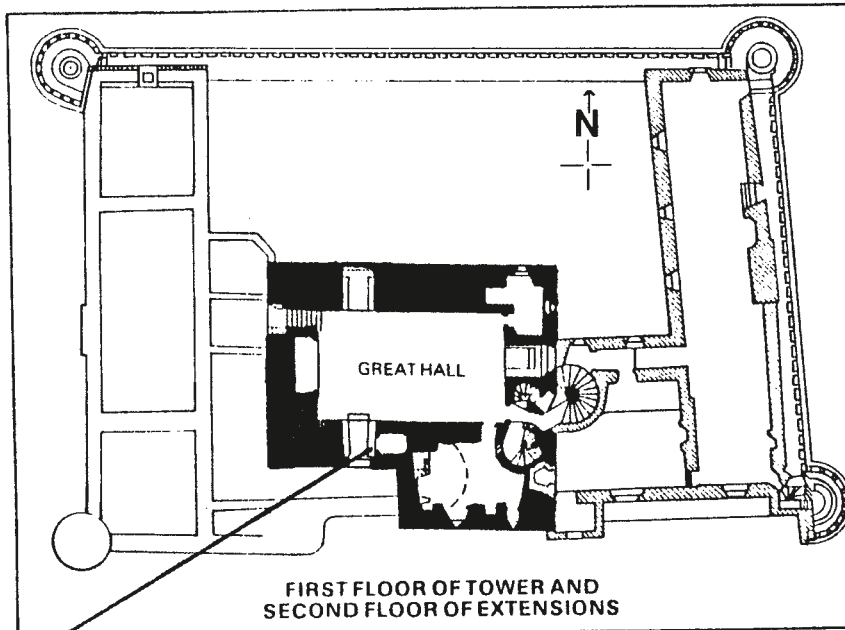 N
GREAT HALL
FIRST FLOOR OF TOWER AND
SECOND FLOOR OF EXTENSIONS